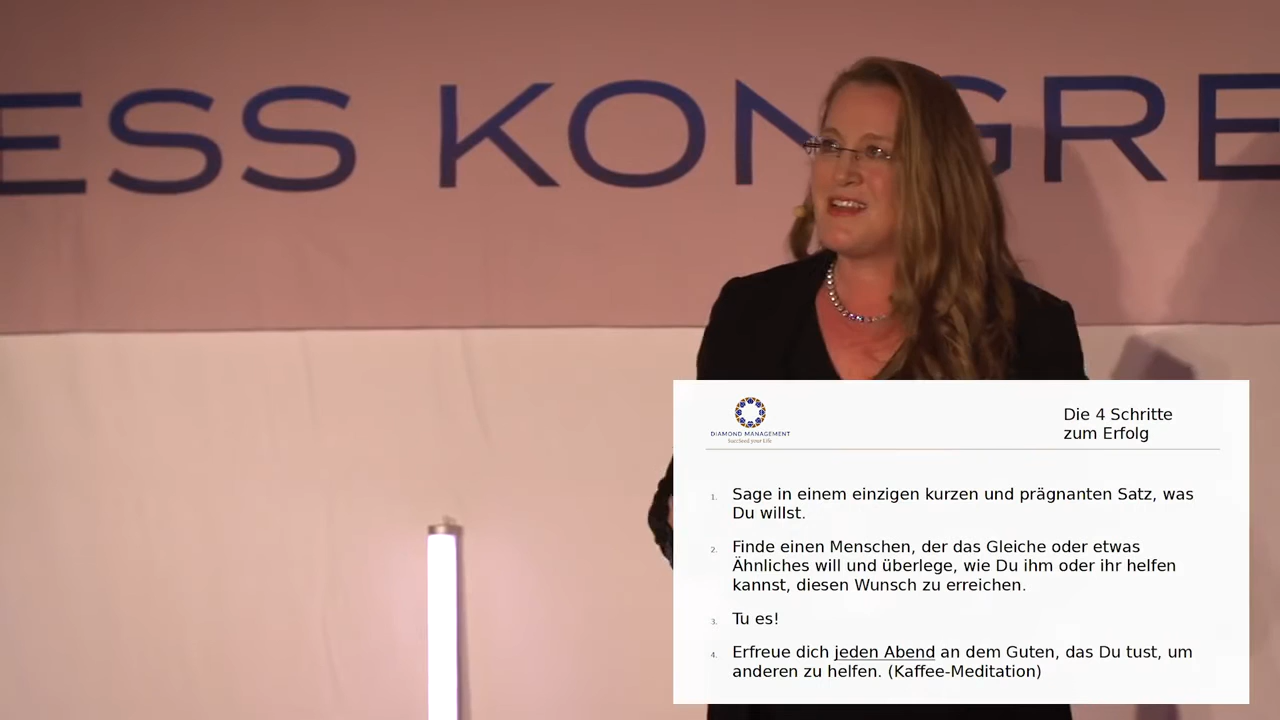 ESS KONGRE
DIAMOND MANAGEMENT
Succ3eed your Life
Die 4 Schritte
zum Erfolg
1. Sage in einem einzigen kurzen und prägnanten Satz, was
Du willst.
2. Finde einen Menschen, der das Gleiche oder etwas
Ähnliches will und überlege, wie Du ihm oder ihr helfen
kannst, diesen Wunsch zu erreichen.
3. Tu es!
4. Erfreue dich jeden Abend an dem Guten, das Du tust, um
anderen zu helfen. (Kaffee-Meditation)